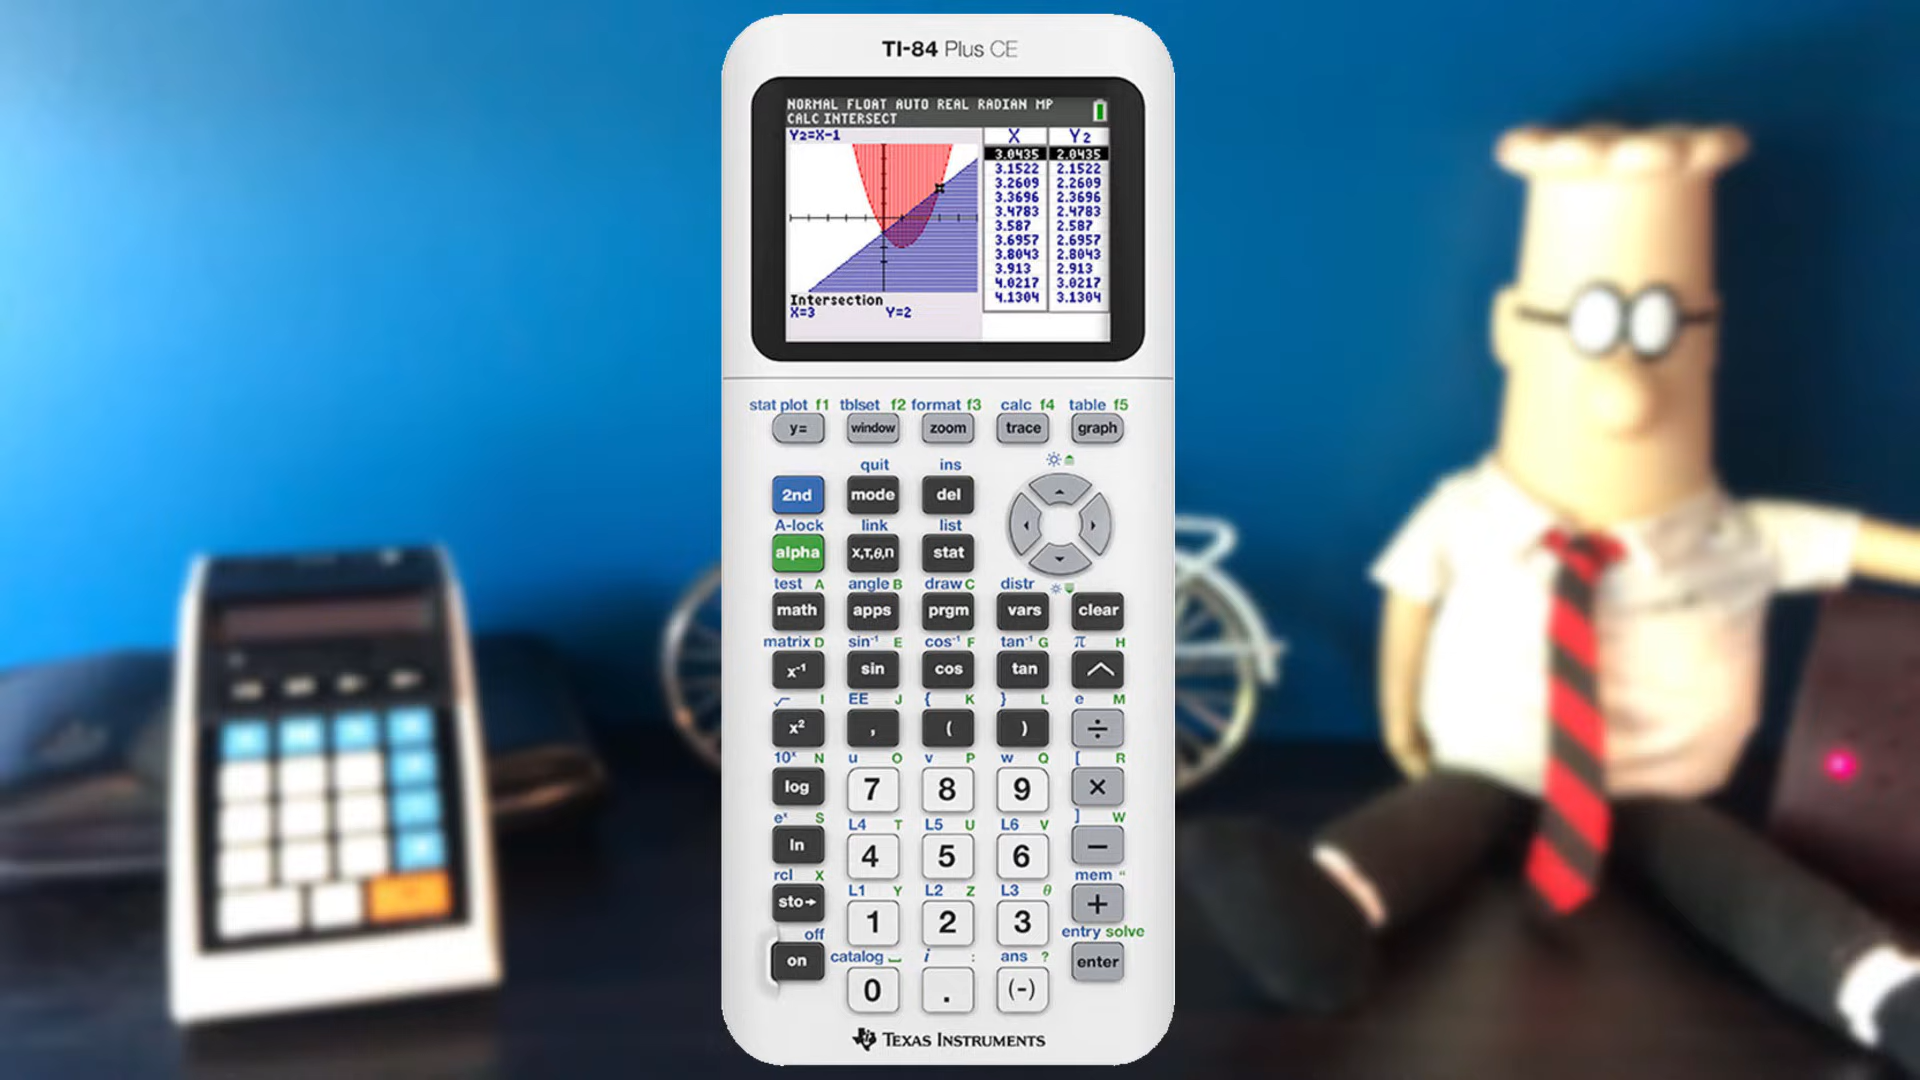 TI-84 Plus CE
NORMAL FLOAT AUTO REAL RADIAN MP
CALC INTERSECT
Y2=X-1
X Y2
3.0435 2.0435
3.1522 2.1522
3.2609 2.2609
3.3696 2.3696
3.4783 2.4783
3.587 2.587
3.6957 2.6957
3.8043 2.8043
3.913 2.913
4.0217 3.0217
4.1304 3.1304
Intersection
X=3 Y=2
stat plot f1 tblset f2 format f3 calc f4 table f5
y= window zoom trace graph
quit ins
2nd mode del
A-lock link list
alpha X,T,θ,n stat
test A angle B draw C distr
math apps prgm vars clear
matrix D sin⁻¹ E cos⁻¹ F tan⁻¹ G π H
x⁻¹ sin cos tan ^
√ I EE J { K } L e M
x² , ( ) ÷
10ˣ N u O v P w Q [ R
log 7 8 9 ×
eˣ S L4 T L5 U L6 V ] W
ln 4 5 6 −
rcl X L1 Y L2 Z L3 θ mem "
sto→ 1 2 3 +
off catalog ⎵ i : ans ? entry solve
on 0 . (-) enter
TEXAS INSTRUMENTS